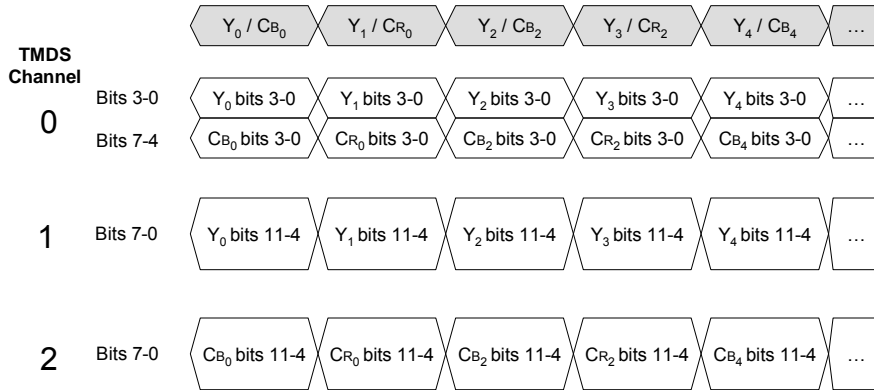 Y0 / CB0 Y1 / CR0 Y2 / CB2 Y3 / CR2 Y4 / CB4 ...
TMDS
Channel
0
Bits 3-0 Y0 bits 3-0 Y1 bits 3-0 Y2 bits 3-0 Y3 bits 3-0 Y4 bits 3-0 ...
Bits 7-4 CB0 bits 3-0 CR0 bits 3-0 CB2 bits 3-0 CR2 bits 3-0 CB4 bits 3-0 ...
1 Bits 7-0 Y0 bits 11-4 Y1 bits 11-4 Y2 bits 11-4 Y3 bits 11-4 Y4 bits 11-4 ...
2 Bits 7-0 CB0 bits 11-4 CR0 bits 11-4 CB2 bits 11-4 CR2 bits 11-4 CB4 bits 11-4 ...